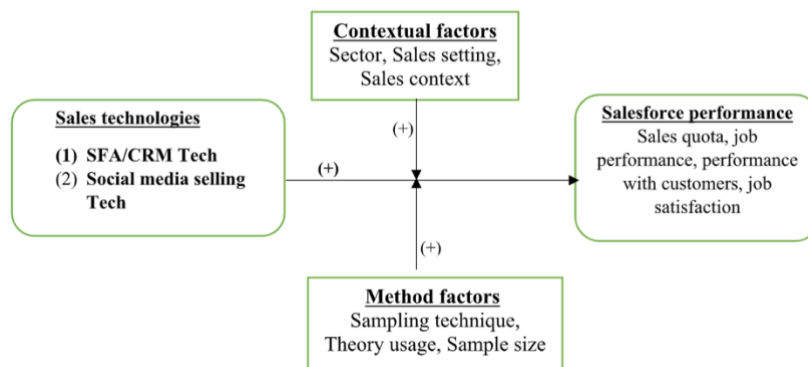 Contextual factors
Sector, Sales setting,
Sales context
(+)
Sales technologies
(1) SFA/CRM Tech
(2) Social media selling
Tech
(+)
Salesforce performance
Sales quota, job
performance, performance
with customers, job
satisfaction
(+)
Method factors
Sampling technique,
Theory usage, Sample size